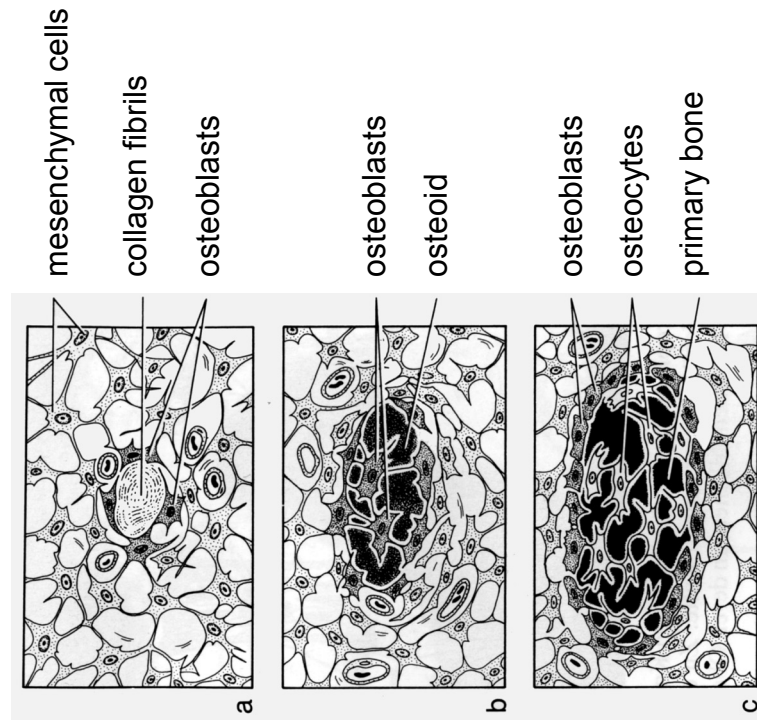 mesenchymal cells
collagen fibrils
osteoblasts
a
osteoblasts
osteoid
b
osteoblasts
osteocytes
primary bone
c